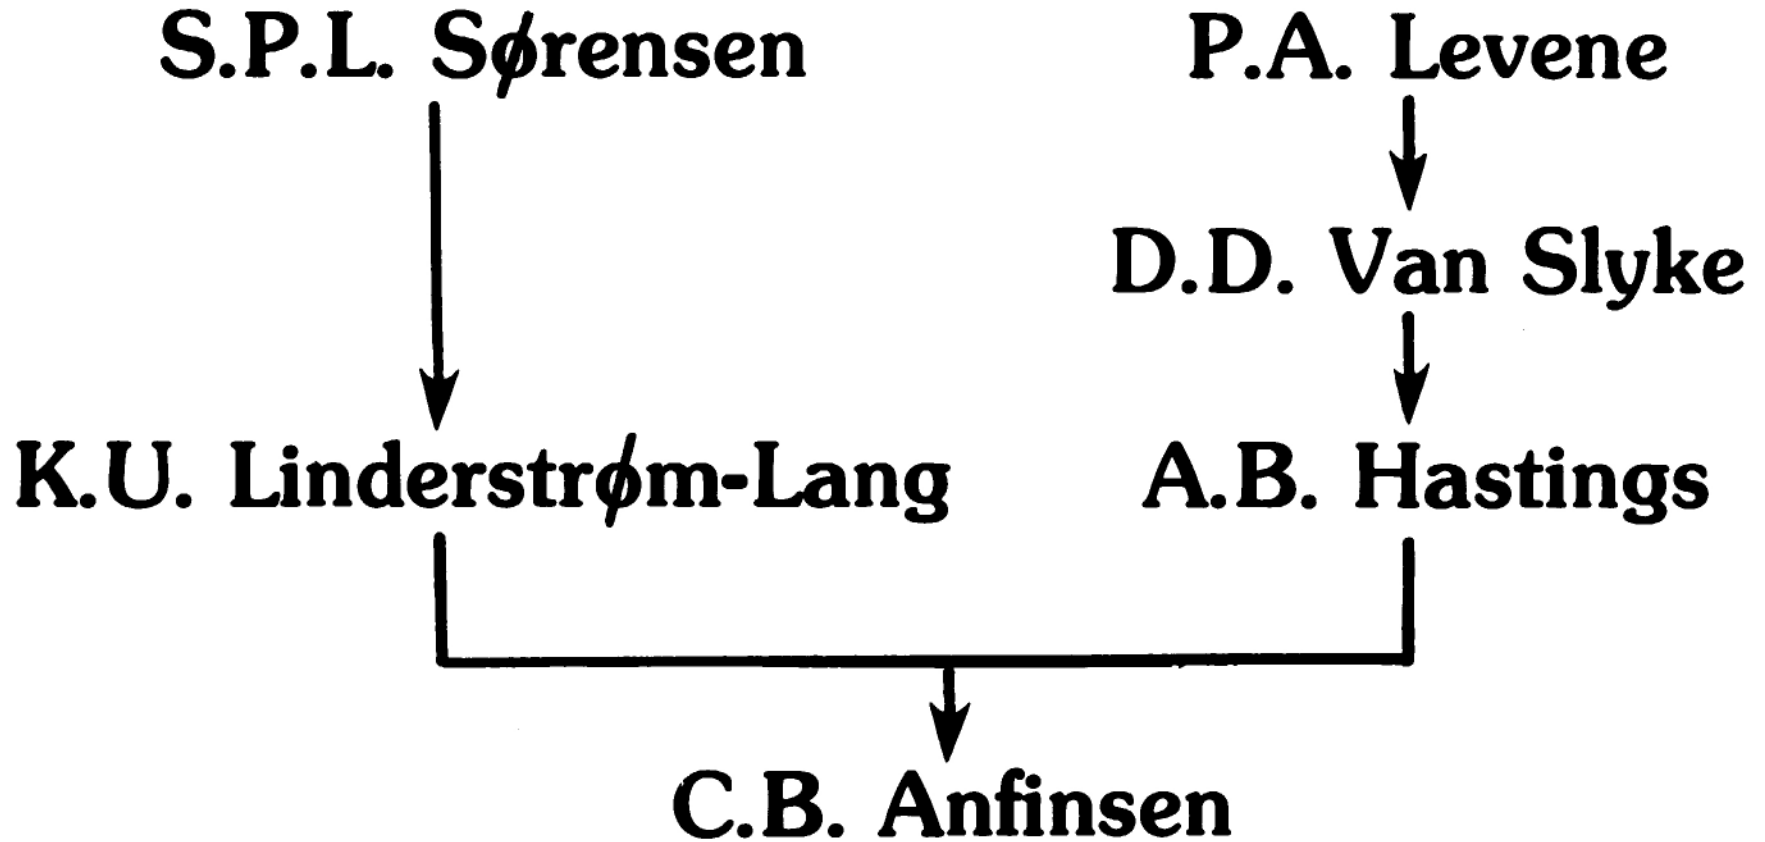 S.P.L. Sørensen
P.A. Levene
D.D. Van Slyke
K.U. Linderstrøm-Lang
A.B. Hastings
C.B. Anfinsen